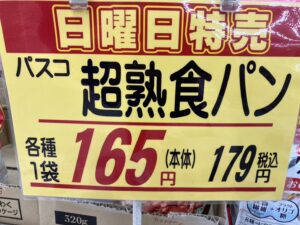 日曜日特売
パスコ
超熟食パン
各種
1袋
165円
(本体)
179円
税込
320g